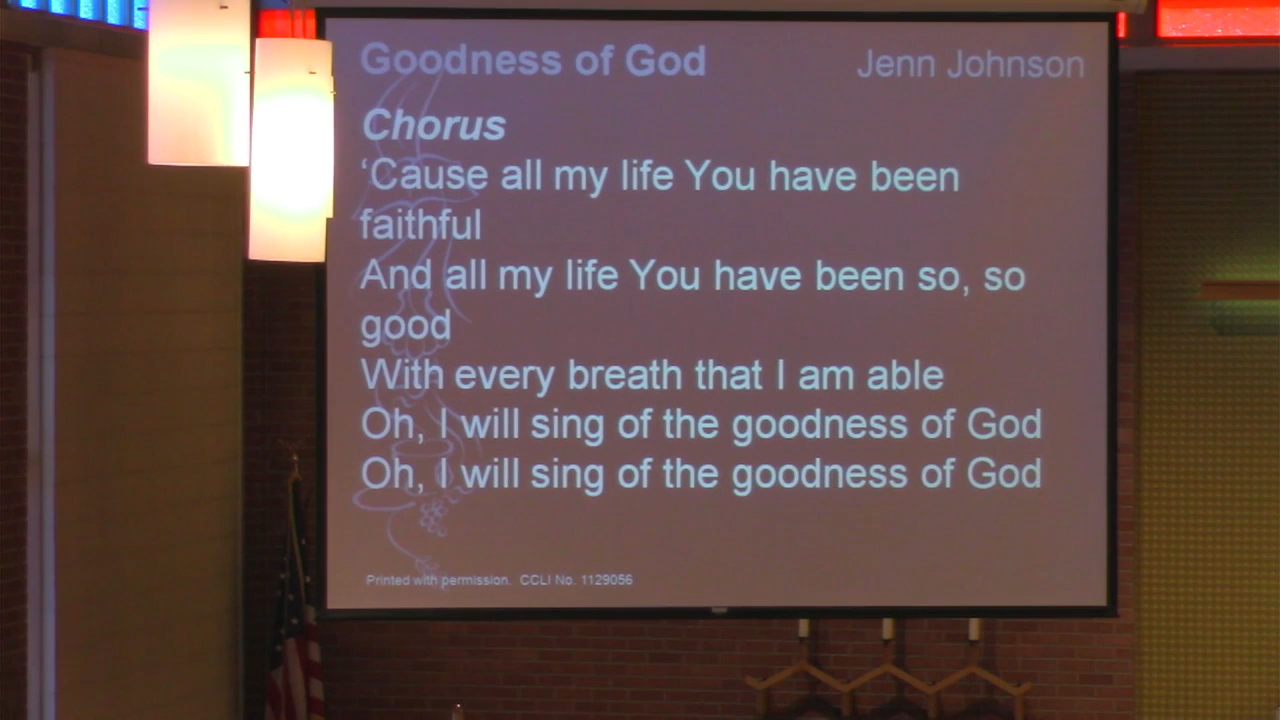 Goodness of God Jenn Johnson
Chorus
‘Cause all my life You have been
faithful
And all my life You have been so, so
good
With every breath that I am able
Oh, I will sing of the goodness of God
Oh, I will sing of the goodness of God
Printed with permission. CCLI No. 1129056